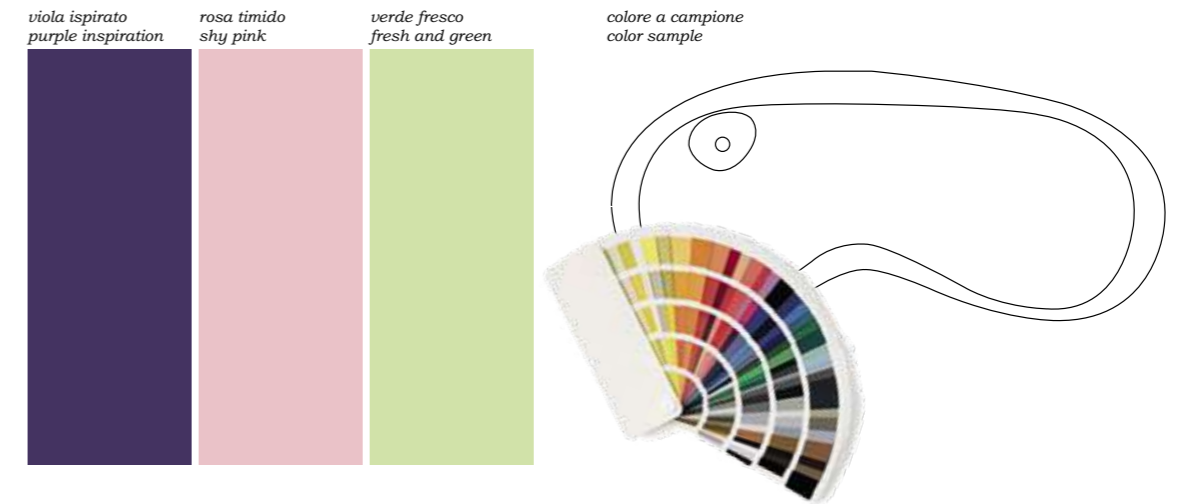 viola ispirato
purple inspiration
rosa timido
shy pink
verde fresco
fresh and green
colore a campione
color sample